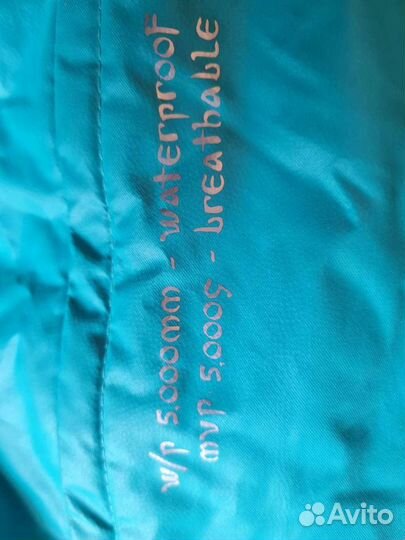 w/p 5.000mm - waterproof
mvp 5.000g - breathable
Avito